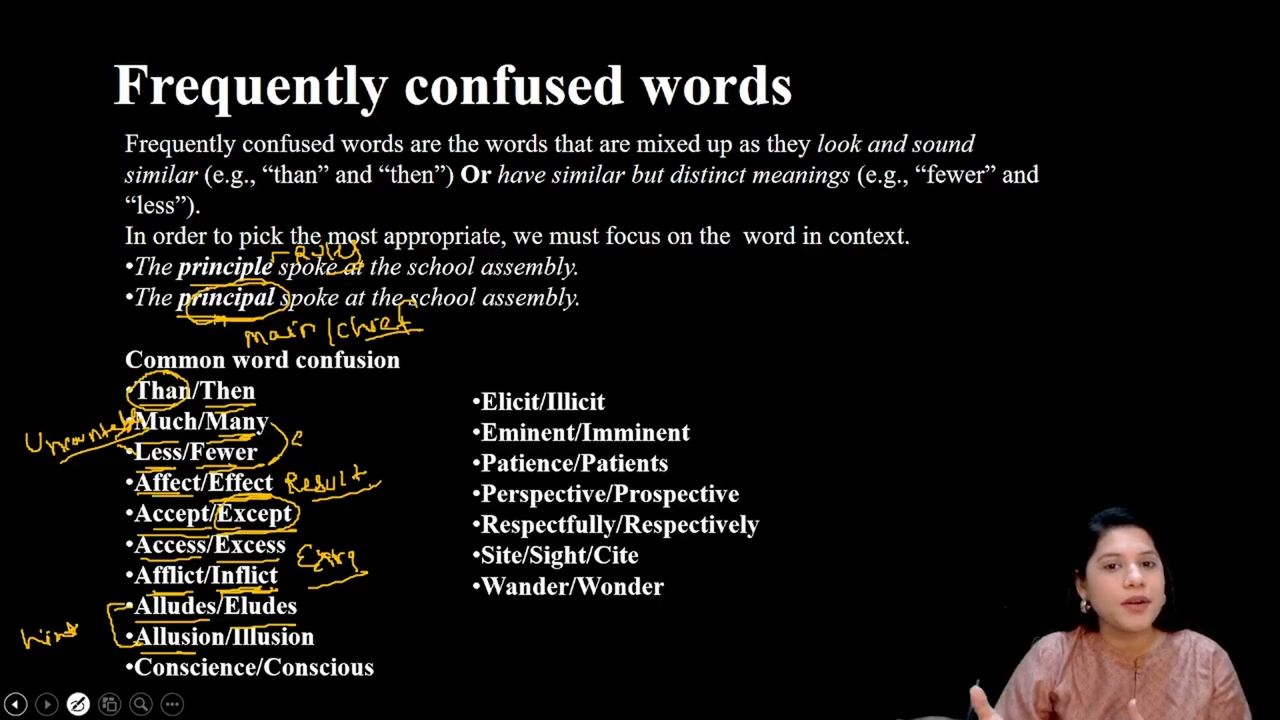 Frequently confused words
Frequently confused words are the words that are mixed up as they look and sound
similar (e.g., “than” and “then”) Or have similar but distinct meanings (e.g., “fewer” and
“less”).
In order to pick the most appropriate, we must focus on the word in context.
Rules
•The principle spoke at the school assembly.
•The principal spoke at the school assembly.
main/chief
Common word confusion
•Than/Then
•Much/Many
•Less/Fewer
•Affect/Effect Result
•Accept/Except
•Access/Excess
Extra
•Afflict/Inflict
•Alludes/Eludes
•Allusion/Illusion
•Conscience/Conscious
•Elicit/Illicit
•Eminent/Imminent
•Patience/Patients
•Perspective/Prospective
•Respectfully/Respectively
•Site/Sight/Cite
•Wander/Wonder